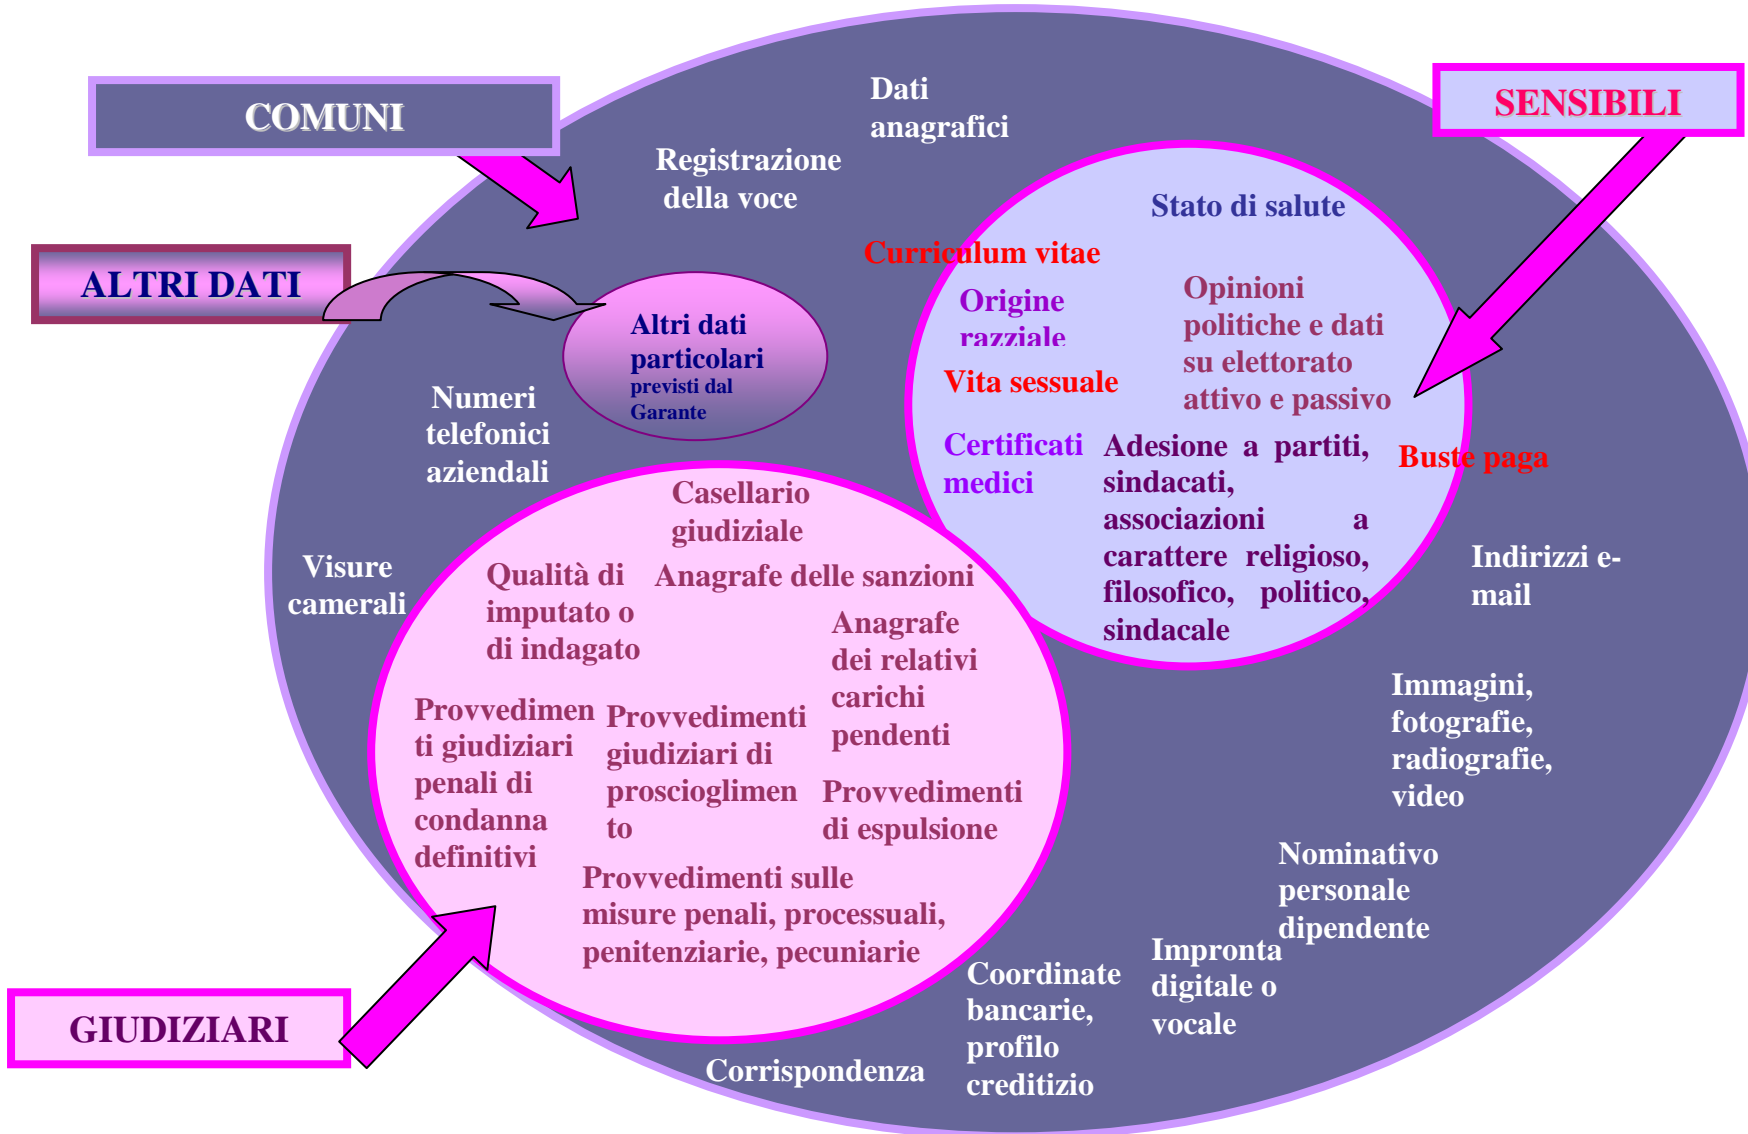 COMUNI
SENSIBILI
ALTRI DATI
GIUDIZIARI
Dati
anagrafici
Registrazione
della voce
Stato di salute
Curriculum vitae
Origine
razziale
Opinioni
politiche e dati
su elettorato
attivo e passivo
Vita sessuale
Certificati
medici
Adesione a partiti,
sindacati,
associazioni a
carattere religioso,
filosofico, politico,
sindacale
Buste paga
Altri dati
particolari
previsti dal
Garante
Numeri
telefonici
aziendali
Visure
camerali
Casellario
giudiziale
Qualità di
imputato o
di indagato
Anagrafe delle sanzioni
Anagrafe
dei relativi
carichi
pendenti
Provvedimen
ti giudiziari
penali di
condanna
definitivi
Provvedimenti
giudiziari di
proscioglimen
to
Provvedimenti
di espulsione
Provvedimenti sulle
misure penali, processuali,
penitenziarie, pecuniarie
Indirizzi e-
mail
Immagini,
fotografie,
radiografie,
video
Nominativo
personale
dipendente
Impronta
digitale o
vocale
Coordinate
bancarie,
profilo
creditizio
Corrispondenza